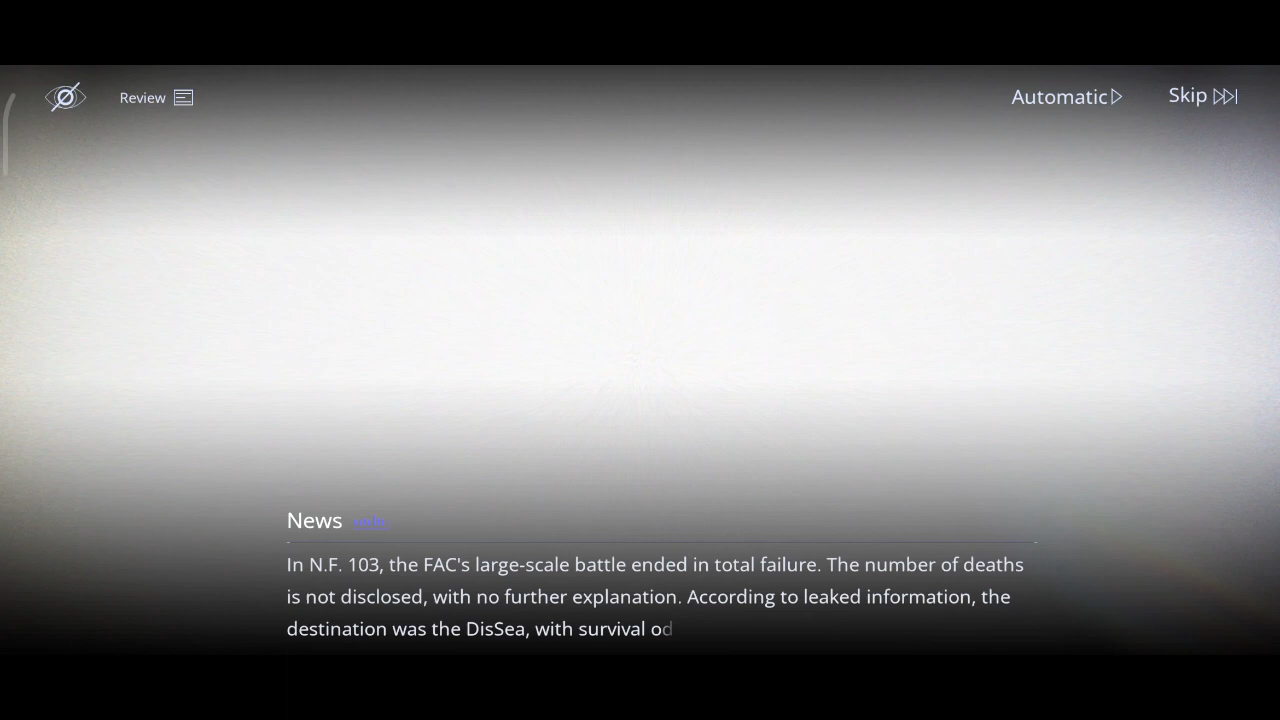 Review
Automatic
Skip
News
In N.F. 103, the FAC's large-scale battle ended in total failure. The number of deaths
is not disclosed, with no further explanation. According to leaked information, the
destination was the DisSea, with survival od